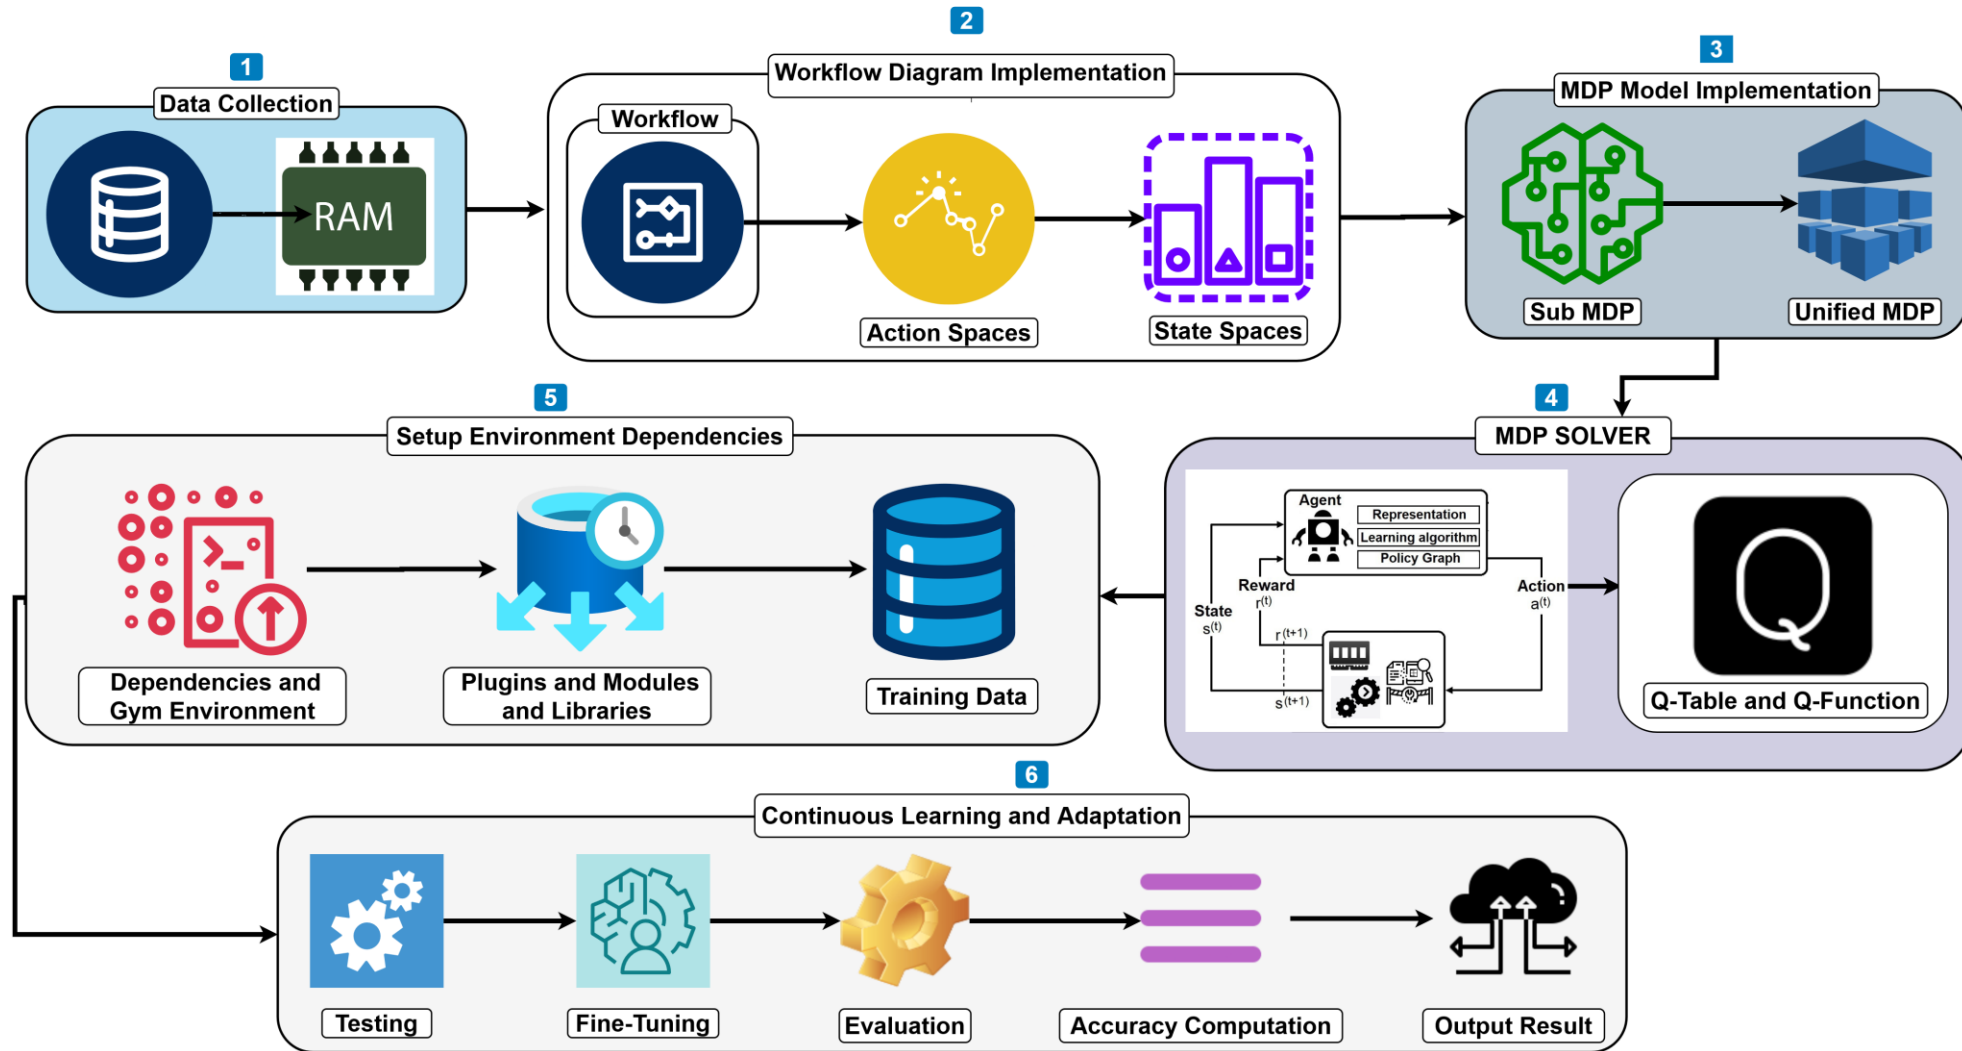 1
Data Collection
RAM
2
Workflow Diagram Implementation
Workflow
Action Spaces
State Spaces
3
MDP Model Implementation
Sub MDP
Unified MDP
4
MDP SOLVER
Agent
Representation
Learning algorithm
Policy Graph
Reward
r(t)
State
s(t)
Action
a(t)
r(t+1)
s(t+1)
Q
Q-Table and Q-Function
5
Setup Environment Dependencies
Dependencies and
Gym Environment
Plugins and Modules
and Libraries
Training Data
6
Continuous Learning and Adaptation
Testing
Fine-Tuning
Evaluation
Accuracy Computation
Output Result